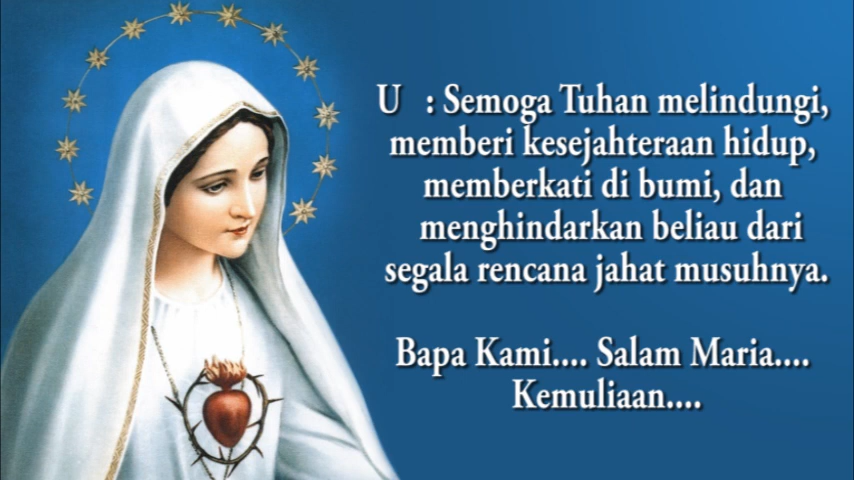 U : Semoga Tuhan melindungi,
memberi kesejahteraan hidup,
memberkati di bumi, dan
menghindarkan beliau dari
segala rencana jahat musuhnya.
Bapa Kami.... Salam Maria....
Kemuliaan....